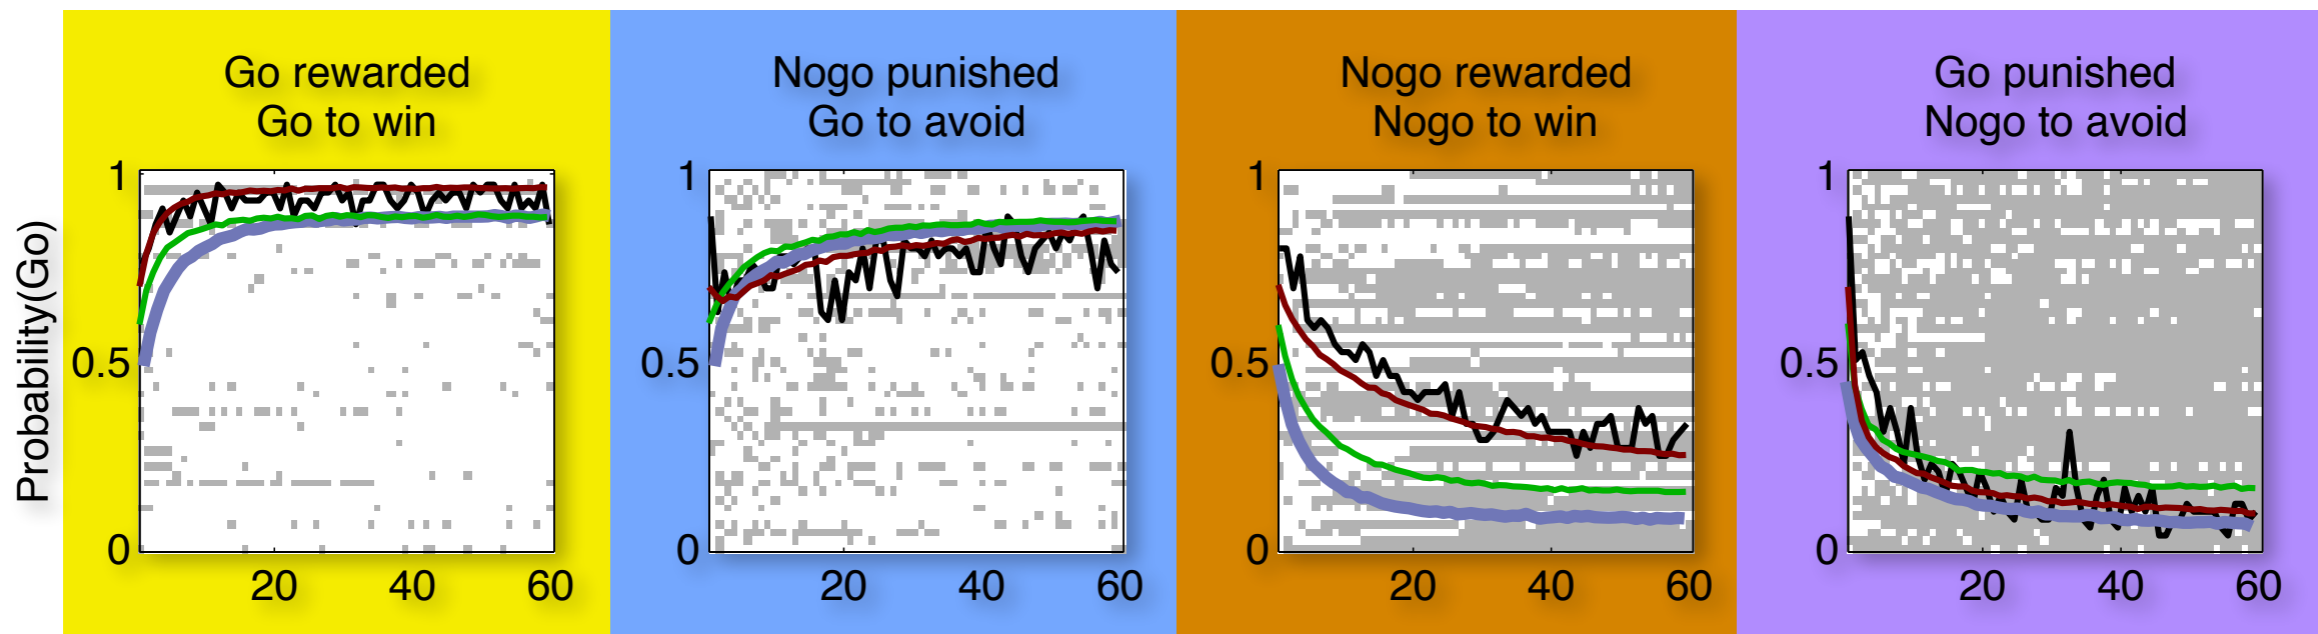 Probability(Go)
Go rewarded
Go to win
1
0.5
0
20 40 60
Nogo punished
Go to avoid
1
0.5
0
20 40 60
Nogo rewarded
Nogo to win
1
0.5
0
20 40 60
Go punished
Nogo to avoid
1
0.5
0
20 40 60